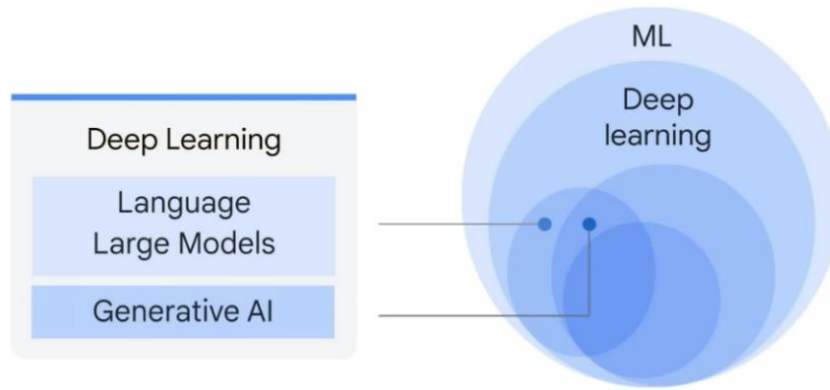 Deep Learning
Language
Large Models
Generative AI
ML
Deep
learning